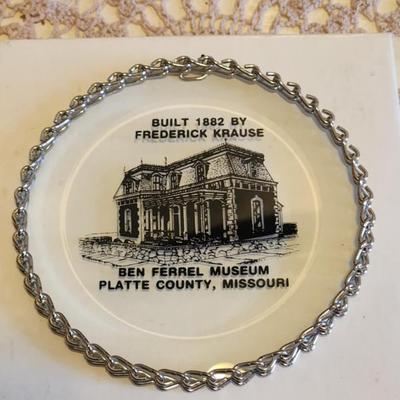 BUILT 1882 BY
FREDERICK KRAUSE
BEN FERREL MUSEUM
PLATTE COUNTY, MISSOURI